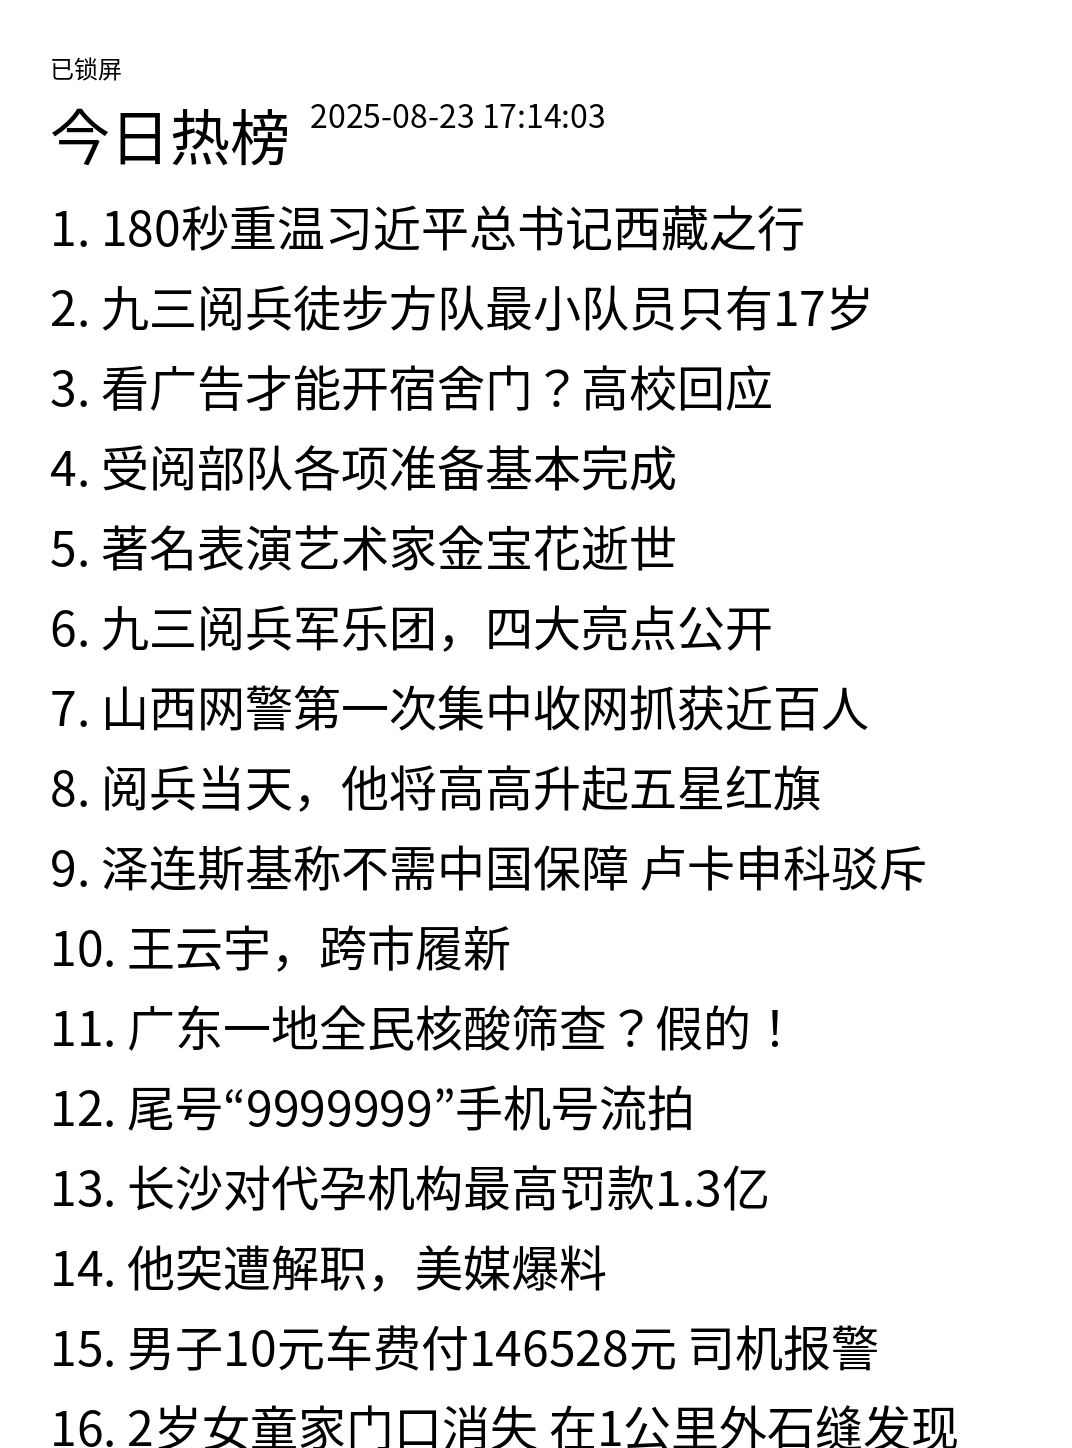 已锁屏
今日热榜 2025-08-23 17:14:03
1. 180秒重温习近平总书记西藏之行
2. 九三阅兵徒步方队最小队员只有17岁
3. 看广告才能开宿舍门？高校回应
4. 受阅部队各项准备基本完成
5. 著名表演艺术家金宝花逝世
6. 九三阅兵军乐团，四大亮点公开
7. 山西网警第一次集中收网抓获近百人
8. 阅兵当天，他将高高升起五星红旗
9. 泽连斯基称不需中国保障 卢卡申科驳斥
10. 王云宇，跨市履新
11. 广东一地全民核酸筛查？假的！
12. 尾号“9999999”手机号流拍
13. 长沙对代孕机构最高罚款1.3亿
14. 他突遭解职，美媒爆料
15. 男子10元车费付146528元 司机报警
16. 2岁女童家门口消失 在1公里外石缝发现